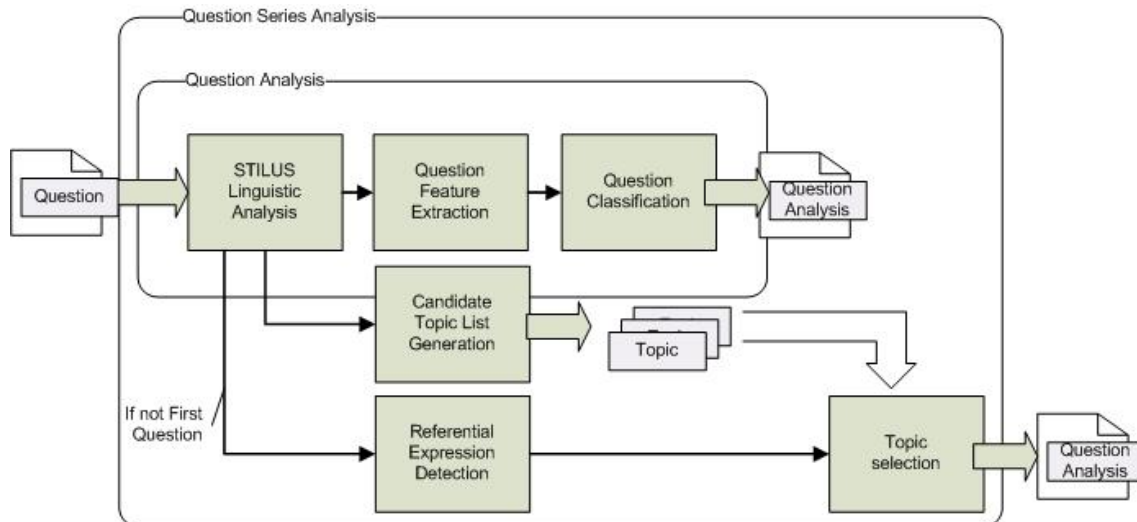 Question Series Analysis
Question Analysis
Question
STILUS
Linguistic
Analysis
Question
Feature
Extraction
Question
Classification
Question
Analysis
Candidate
Topic List
Generation
Topic
If not First
Question
Referential
Expression
Detection
Topic
selection
Question
Analysis